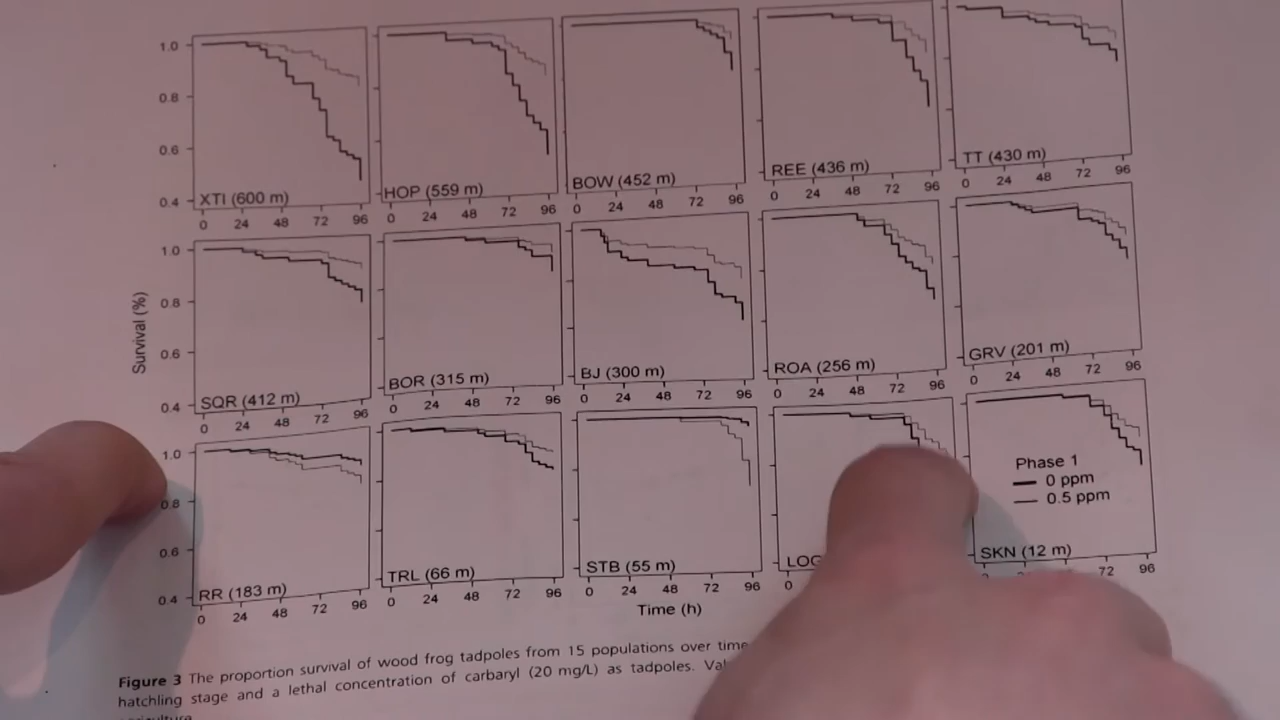 1.0
0.8
0.6
0.4
XTI (600 m)
HOP (559 m)
BOW (452 m)
REE (436 m)
TT (430 m)
0 24 48 72 96
0 24 48 72 96
0 24 48 72 96
0 24 48 72 96
0 24 48 72 96
Survival (%)
1.0
0.8
0.6
0.4
SQR (412 m)
BOR (315 m)
BJ (300 m)
ROA (256 m)
GRV (201 m)
0 24 48 72 96
0 24 48 72 96
0 24 48 72 96
0 24 48 72 96
0 24 48 72 96
1.0
0.8
0.6
0.4
RR (183 m)
TRL (66 m)
STB (55 m)
LOG
Phase 1
0 ppm
0.5 ppm
SKN (12 m)
0 24 48 72 96
0 24 48 72 96
0 24 48 72 96
0
72 96
Time (h)
Figure 3 The proportion survival of wood frog tadpoles from 15 populations over time
hatchling stage and a lethal concentration of carbaryl (20 mg/L) as tadpoles.
agriculture